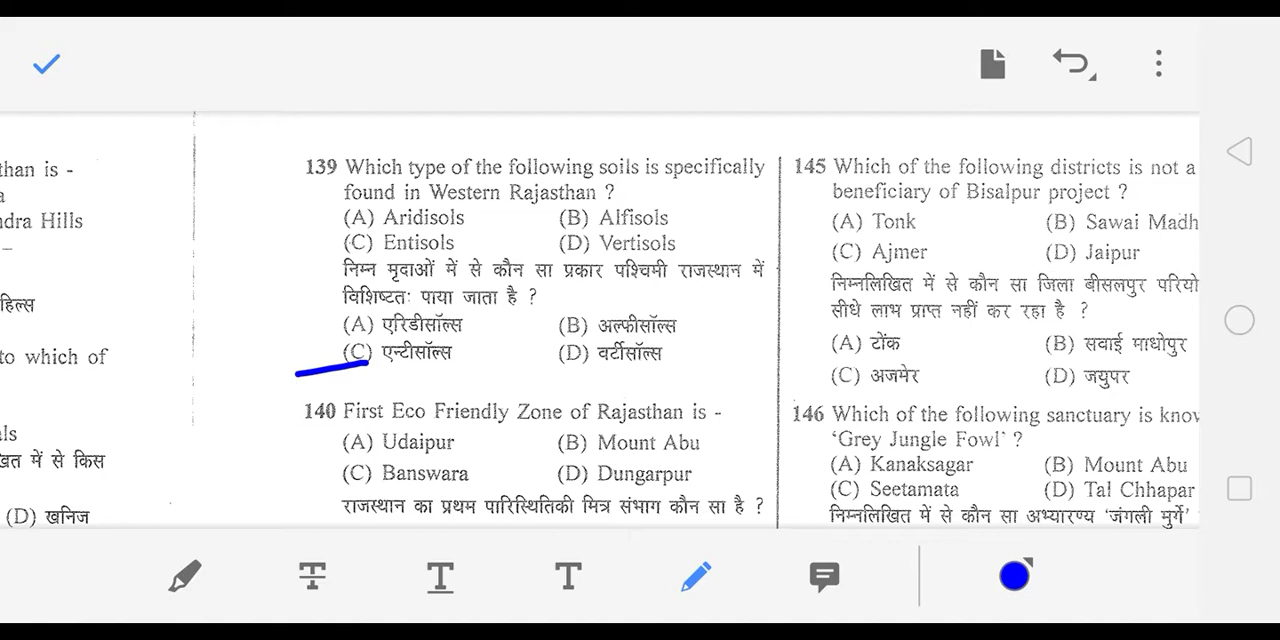 than is -
a
ndra Hills
–
हिल्स
to which of
als
खित में से किस
(D) खनिज
139 Which type of the following soils is specifically
found in Western Rajasthan ?
(A) Aridisols (B) Alfisols
(C) Entisols (D) Vertisols
निम्न मृदाओं में से कौन सा प्रकार पश्चिमी राजस्थान में
विशिष्टतः पाया जाता है ?
(A) एरिडीसॉल्स (B) अल्फीसॉल्स
(C) एन्टीसॉल्स (D) वर्टीसॉल्स
140 First Eco Friendly Zone of Rajasthan is -
(A) Udaipur (B) Mount Abu
(C) Banswara (D) Dungarpur
राजस्थान का प्रथम पारिस्थितिकी मित्र संभाग कौन सा है ?
145 Which of the following districts is not a
beneficiary of Bisalpur project ?
(A) Tonk (B) Sawai Madh
(C) Ajmer (D) Jaipur
निम्नलिखित में से कौन सा जिला बीसलपुर परियो
सीधे लाभ प्राप्त नहीं कर रहा है ?
(A) टोंक (B) सवाई माधोपुर
(C) अजमेर (D) जयुपर
146 Which of the following sanctuary is know
‘Grey Jungle Fowl’ ?
(A) Kanaksagar (B) Mount Abu
(C) Seetamata (D) Tal Chhapar
निम्नलिखित में से कौन सा अभ्यारण्य ‘जंगली मुर्गे’